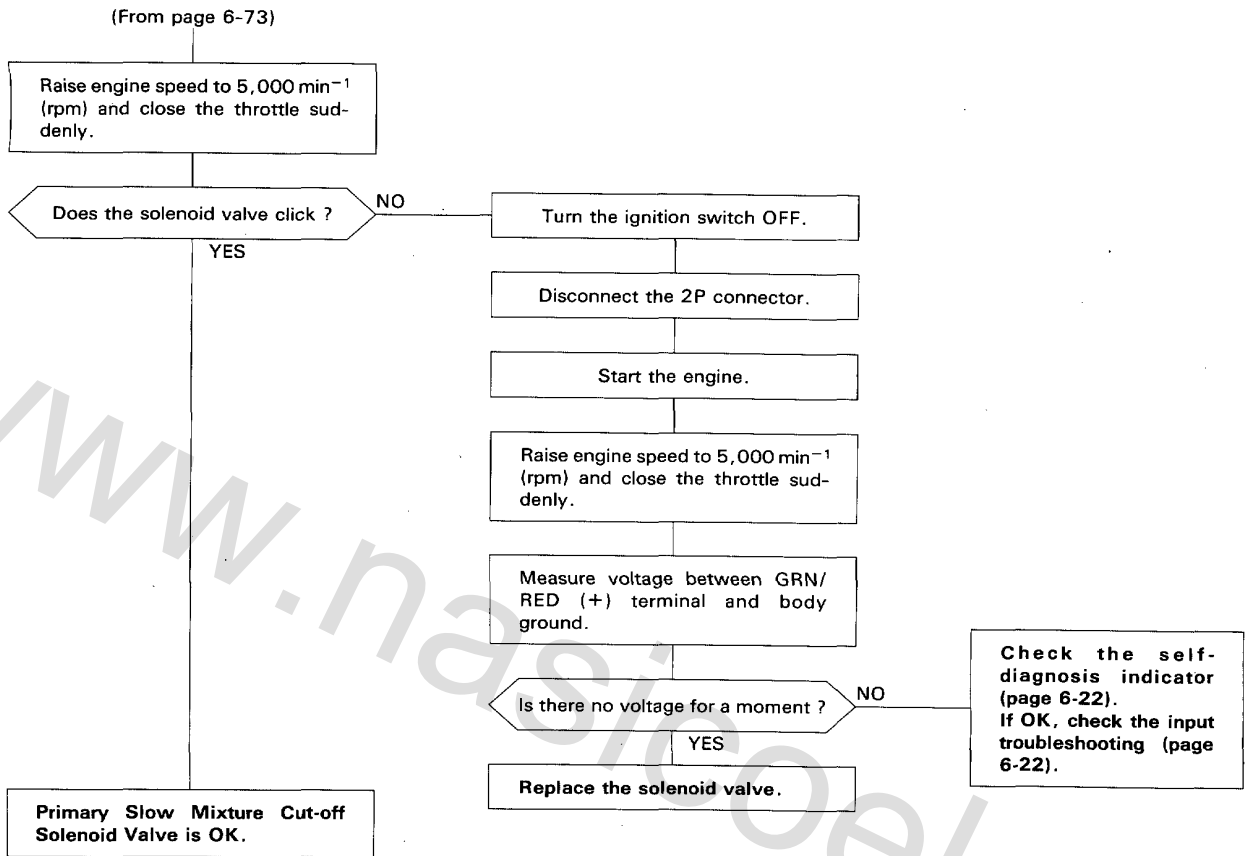 (From page 6-73)
Raise engine speed to 5,000 min⁻¹
(rpm) and close the throttle sud-
denly.
Does the solenoid valve click ?
NO
YES
Turn the ignition switch OFF.
Disconnect the 2P connector.
Start the engine.
Raise engine speed to 5,000 min⁻¹
(rpm) and close the throttle sud-
denly.
Measure voltage between GRN/
RED (+) terminal and body
ground.
Is there no voltage for a moment ?
NO
YES
Check the self-
diagnosis indicator
(page 6-22).
If OK, check the input
troubleshooting (page
6-22).
Replace the solenoid valve.
Primary Slow Mixture Cut-off
Solenoid Valve is OK.